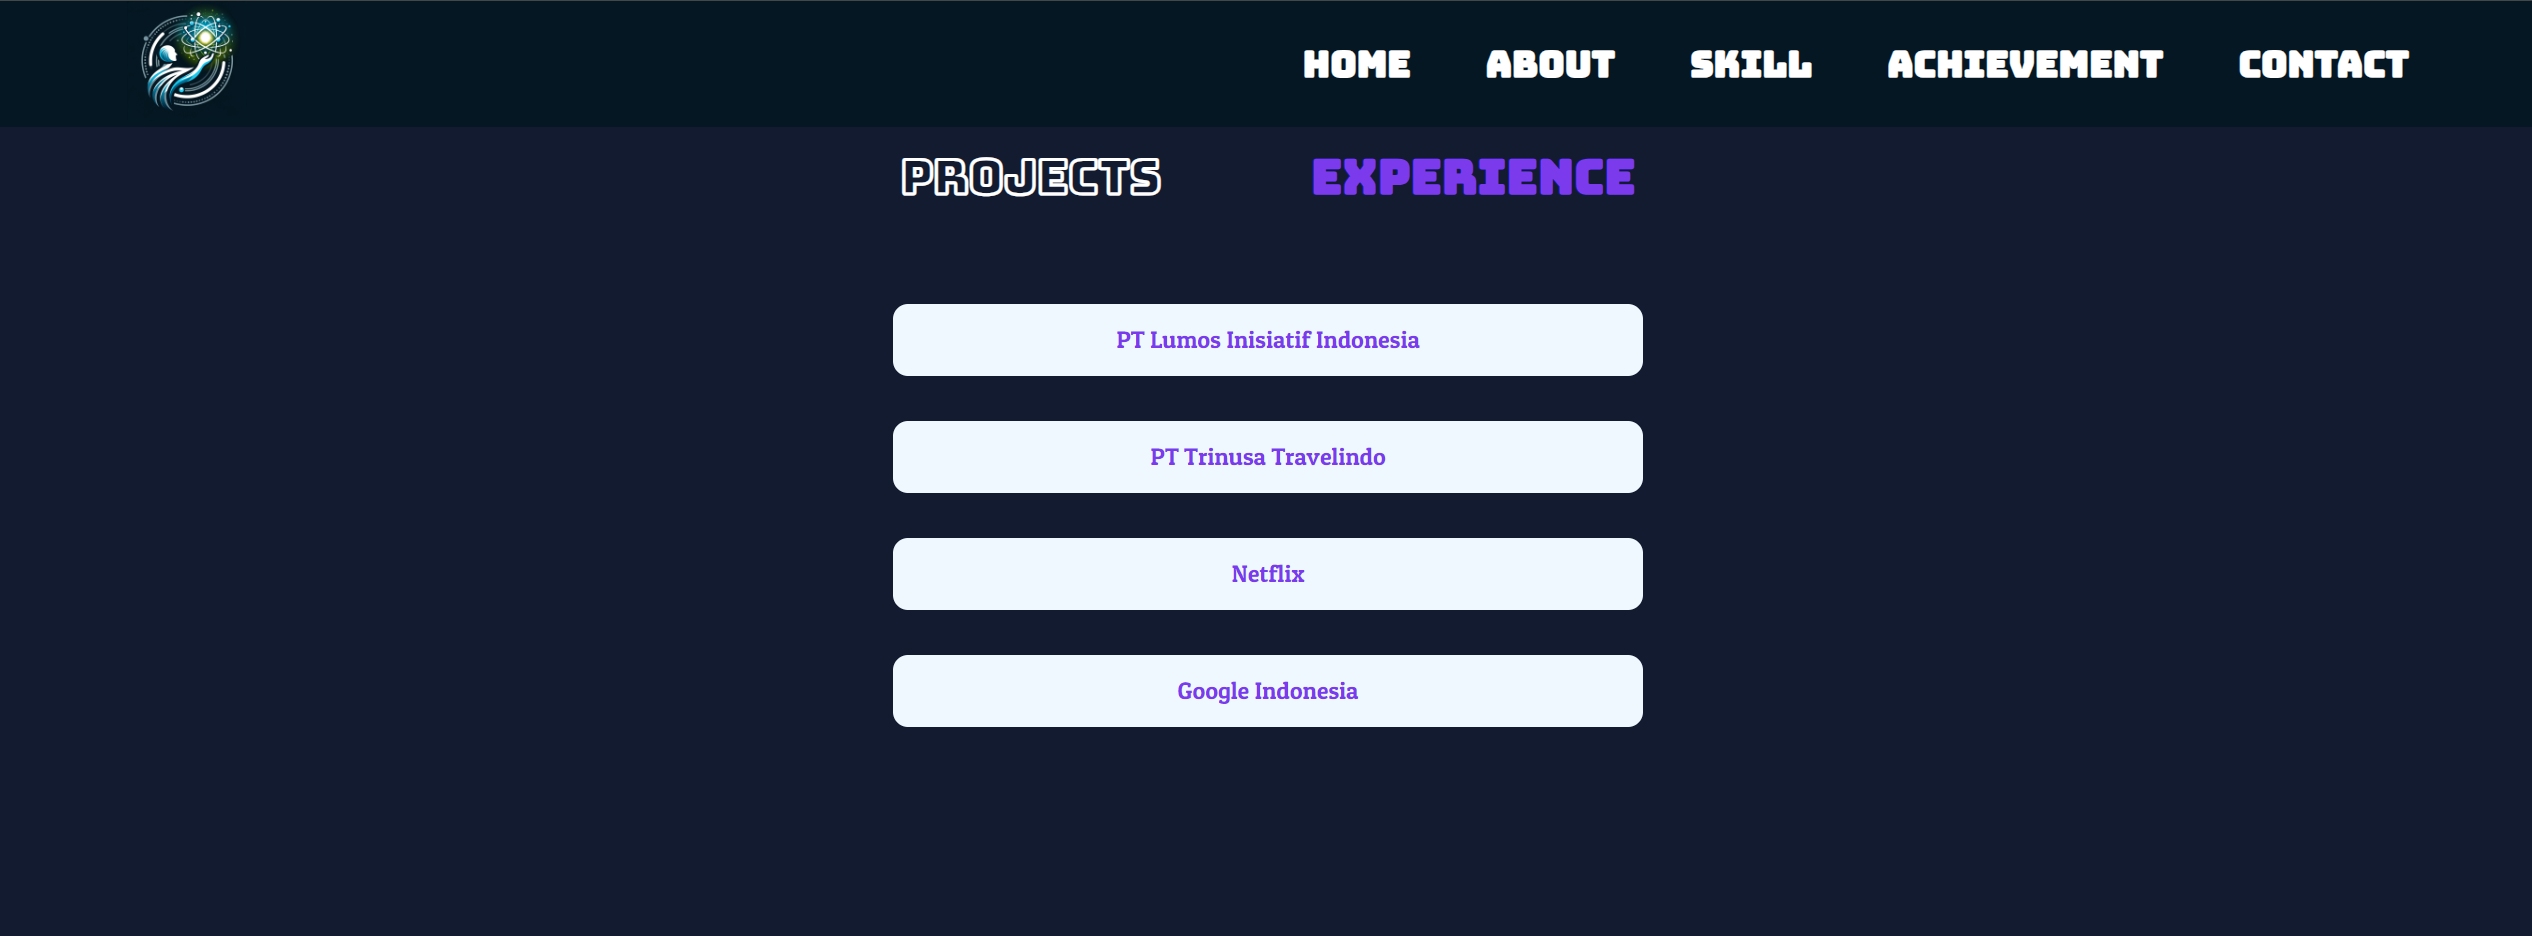 HOME ABOUT SKILL ACHIEVEMENT CONTACT
PROJECTS EXPERIENCE
PT Lumos Inisiatif Indonesia
PT Trinusa Travelindo
Netflix
Google Indonesia